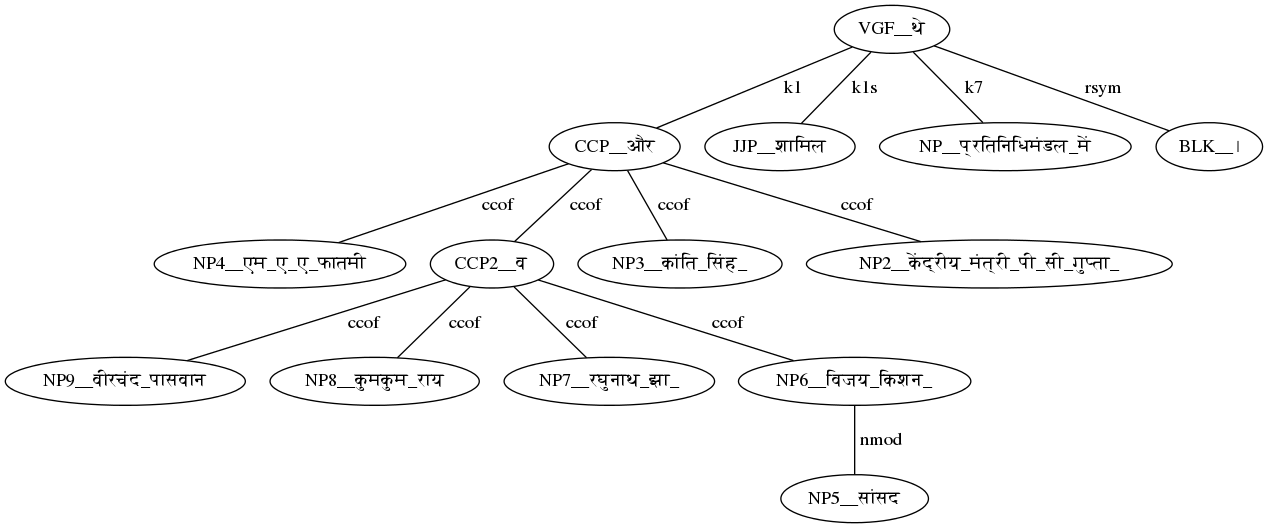 VGF__थे
k1 k1s k7 rsym
CCP__और JJP__शामिल NP__प्रतिनिधिमंडल_में BLK__।
ccof ccof ccof ccof
NP4__एम_ए_ए_फातमी CCP2__व NP3__कांति_सिंह_ NP2__केंद्रीय_मंत्री_पी_सी_गुप्ता_
ccof ccof ccof ccof
NP9__वीरचंद_पासवान NP8__कुमकुम_राय NP7__रघुनाथ_झा_ NP6__विजय_किशन_
nmod
NP5__सांसद